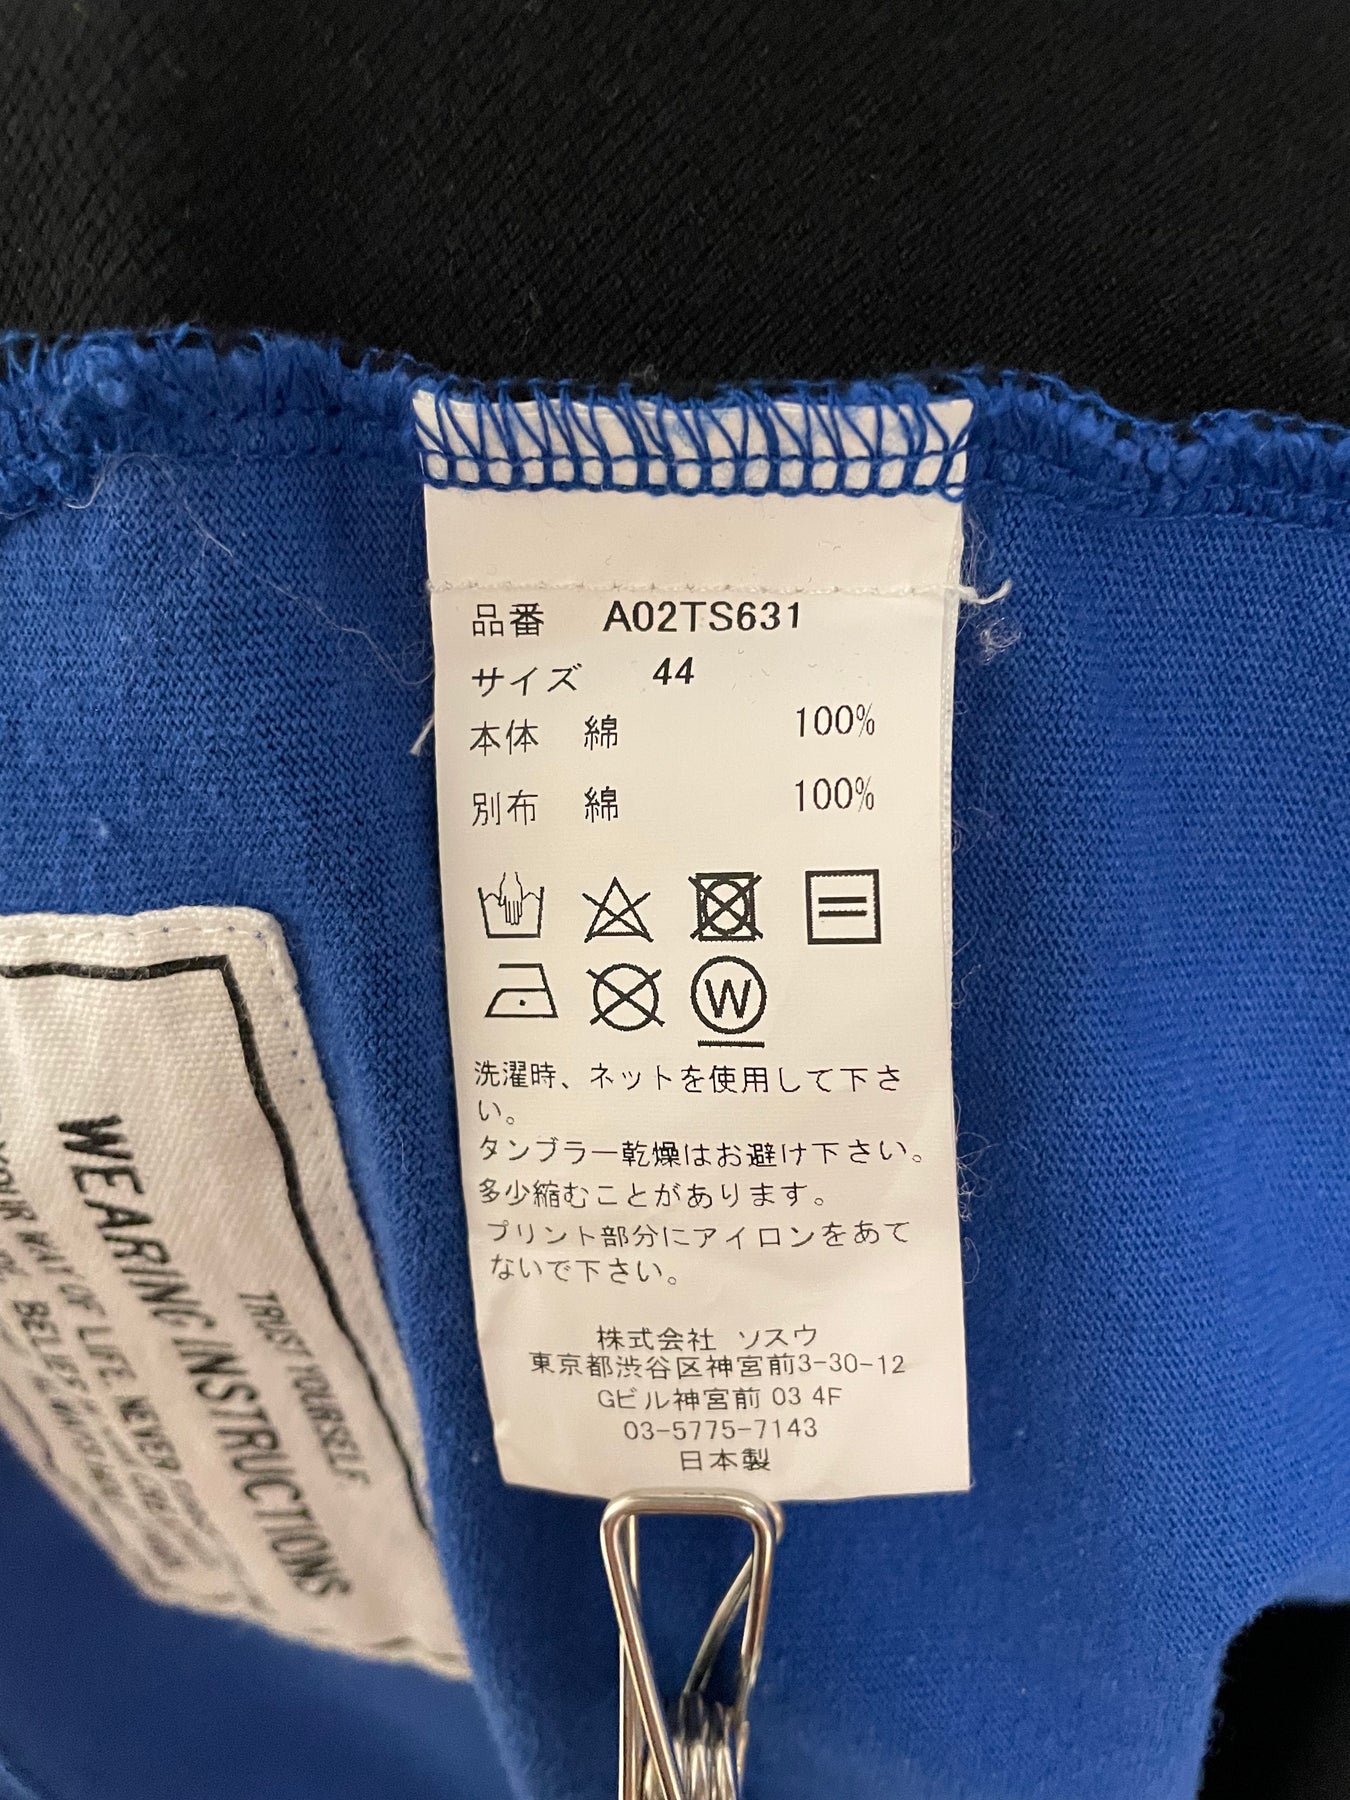 品番 A02TS631
サイズ 44
本体 綿 100%
別布 綿 100%
W
洗濯時、ネットを使用して下さ
い。
タンブラー乾燥はお避け下さい。
多少縮むことがあります。
プリント部分にアイロンをあて
ないで下さい。
株式会社 ソスウ
東京都渋谷区神宮前3-30-12
Gビル神宮前 03 4F
03-5775-7143
日本製
TRUST YOURSELF
WEARING INSTRUCTIONS
YOUR WAY OF LIFE. NEVER